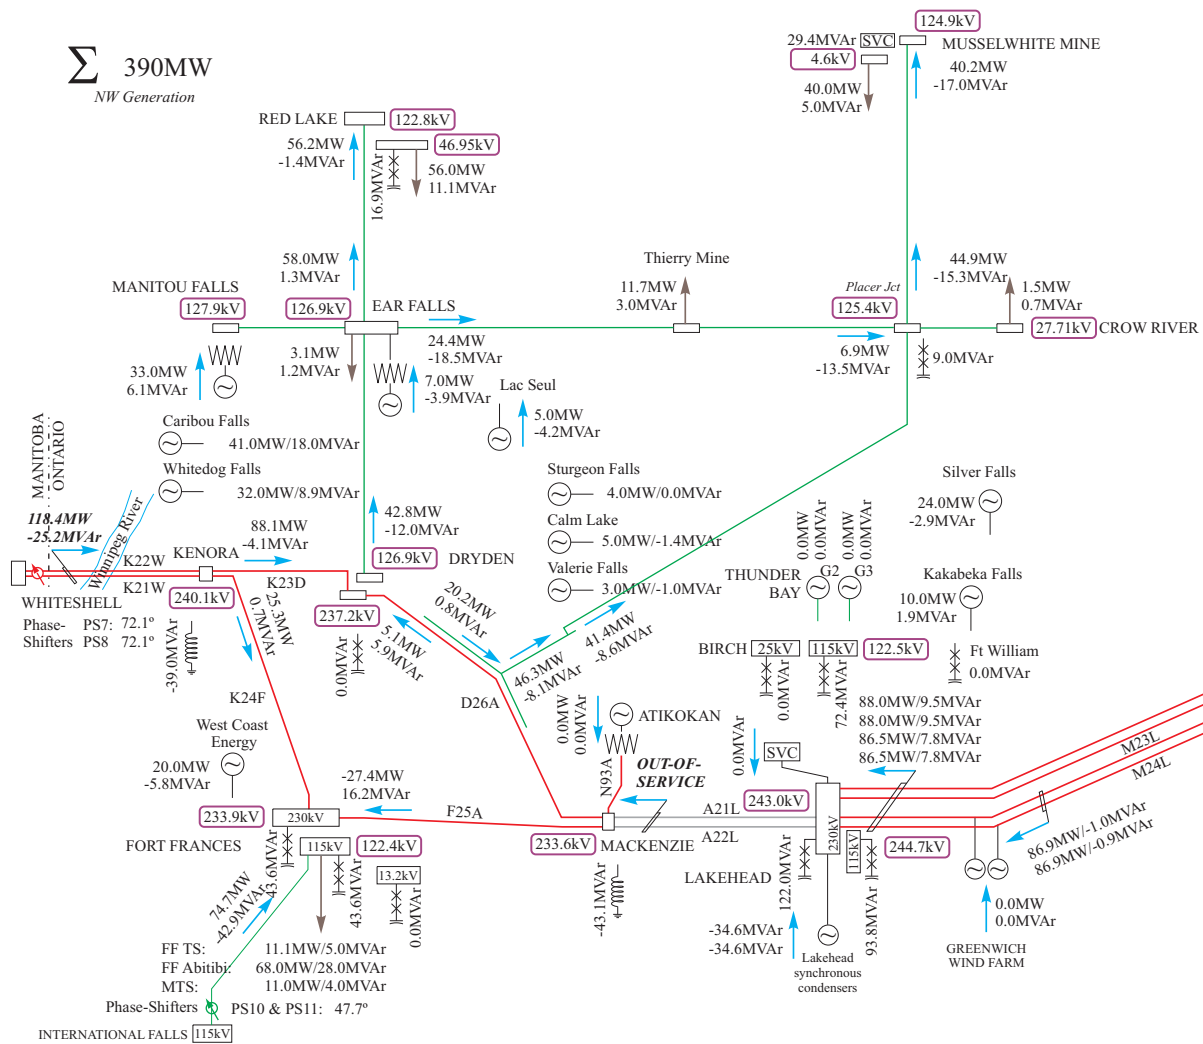 Σ 390MW
NW Generation
124.9kV
29.4MVAr SVC
MUSSELWHITE MINE
4.6kV
40.2MW
-17.0MVAr
40.0MW
5.0MVAr
RED LAKE
122.8kV
56.2MW
-1.4MVAr
46.95kV
16.9MVAr
56.0MW
11.1MVAr
58.0MW
1.3MVAr
Thierry Mine
44.9MW
-15.3MVAr
MANITOU FALLS
127.9kV
126.9kV
EAR FALLS
11.7MW
3.0MVAr
Placer Jct
125.4kV
1.5MW
0.7MVAr
27.71kV CROW RIVER
24.4MW
-18.5MVAr
3.1MW
1.2MVAr
33.0MW
6.1MVAr
7.0MW
-3.9MVAr
6.9MW
-13.5MVAr
9.0MVAr
Lac Seul
5.0MW
-4.2MVAr
MANITOBA
ONTARIO
Caribou Falls
41.0MW/18.0MVAr
Whitedog Falls
32.0MW/8.9MVAr
Sturgeon Falls
4.0MW/0.0MVAr
Calm Lake
5.0MW/-1.4MVAr
Valerie Falls
3.0MW/-1.0MVAr
Silver Falls
24.0MW
-2.9MVAr
118.4MW
-25.2MVAr
Winnipeg River
88.1MW
-4.1MVAr
42.8MW
-12.0MVAr
126.9kV DRYDEN
0.0MW
0.0MVAr
0.0MW
0.0MVAr
THUNDER
BAY
G2
G3
Kakabeka Falls
10.0MW
1.9MVAr
K22W
K21W
KENORA
K23D
WHITESHELL
240.1kV
Phase-
Shifters
PS7: 72.1º
PS8 72.1º
-39.0MVAr
25.3MW
0.7MVAr
237.2kV
0.0MVAr
20.2MW
0.8MVAr
5.1MW
5.9MVAr
46.3MW
-8.1MVAr
41.4MW
-8.6MVAr
BIRCH
25kV
115kV
122.5kV
Ft William
0.0MVAr
0.0MVAr
72.4MVAr
K24F
D26A
0.0MW
0.0MVAr
ATIKOKAN
N93A
OUT-OF-
SERVICE
88.0MW/9.5MVAr
88.0MW/9.5MVAr
86.5MW/7.8MVAr
86.5MW/7.8MVAr
M23L
M24L
West Coast
Energy
20.0MW
-5.8MVAr
-27.4MW
16.2MVAr
0.0MVAr
SVC
243.0kV
233.9kV
230kV
F25A
A21L
A22L
230kV
115kV
FORT FRANCES
43.6MVAr
115kV
122.4kV
43.6MVAr
13.2kV
0.0MVAr
233.6kV
MACKENZIE
-43.1MVAr
LAKEHEAD
122.0MVAr
244.7kV
93.8MVAr
86.9MW/-1.0MVAr
86.9MW/-0.9MVAr
74.7MW
-42.9MVAr
-34.6MVAr
-34.6MVAr
0.0MW
0.0MVAr
GREENWICH
WIND FARM
Lakehead
synchronous
condensers
FF TS: 11.1MW/5.0MVAr
FF Abitibi: 68.0MW/28.0MVAr
MTS: 11.0MW/4.0MVAr
Phase-Shifters PS10 & PS11: 47.7º
INTERNATIONAL FALLS 115kV